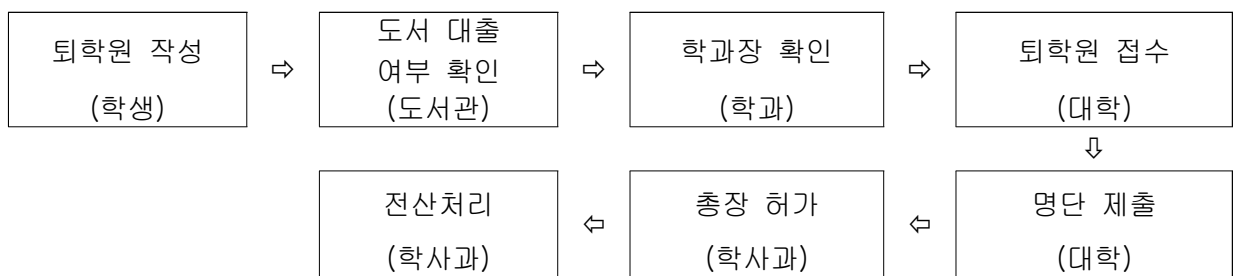 퇴학원 작성
(학생)
⇨
도서 대출
여부 확인
(도서관)
⇨
학과장 확인
(학과)
⇨
퇴학원 접수
(대학)
⇩
명단 제출
(대학)
⇦
총장 허가
(학사과)
⇦
전산처리
(학사과)